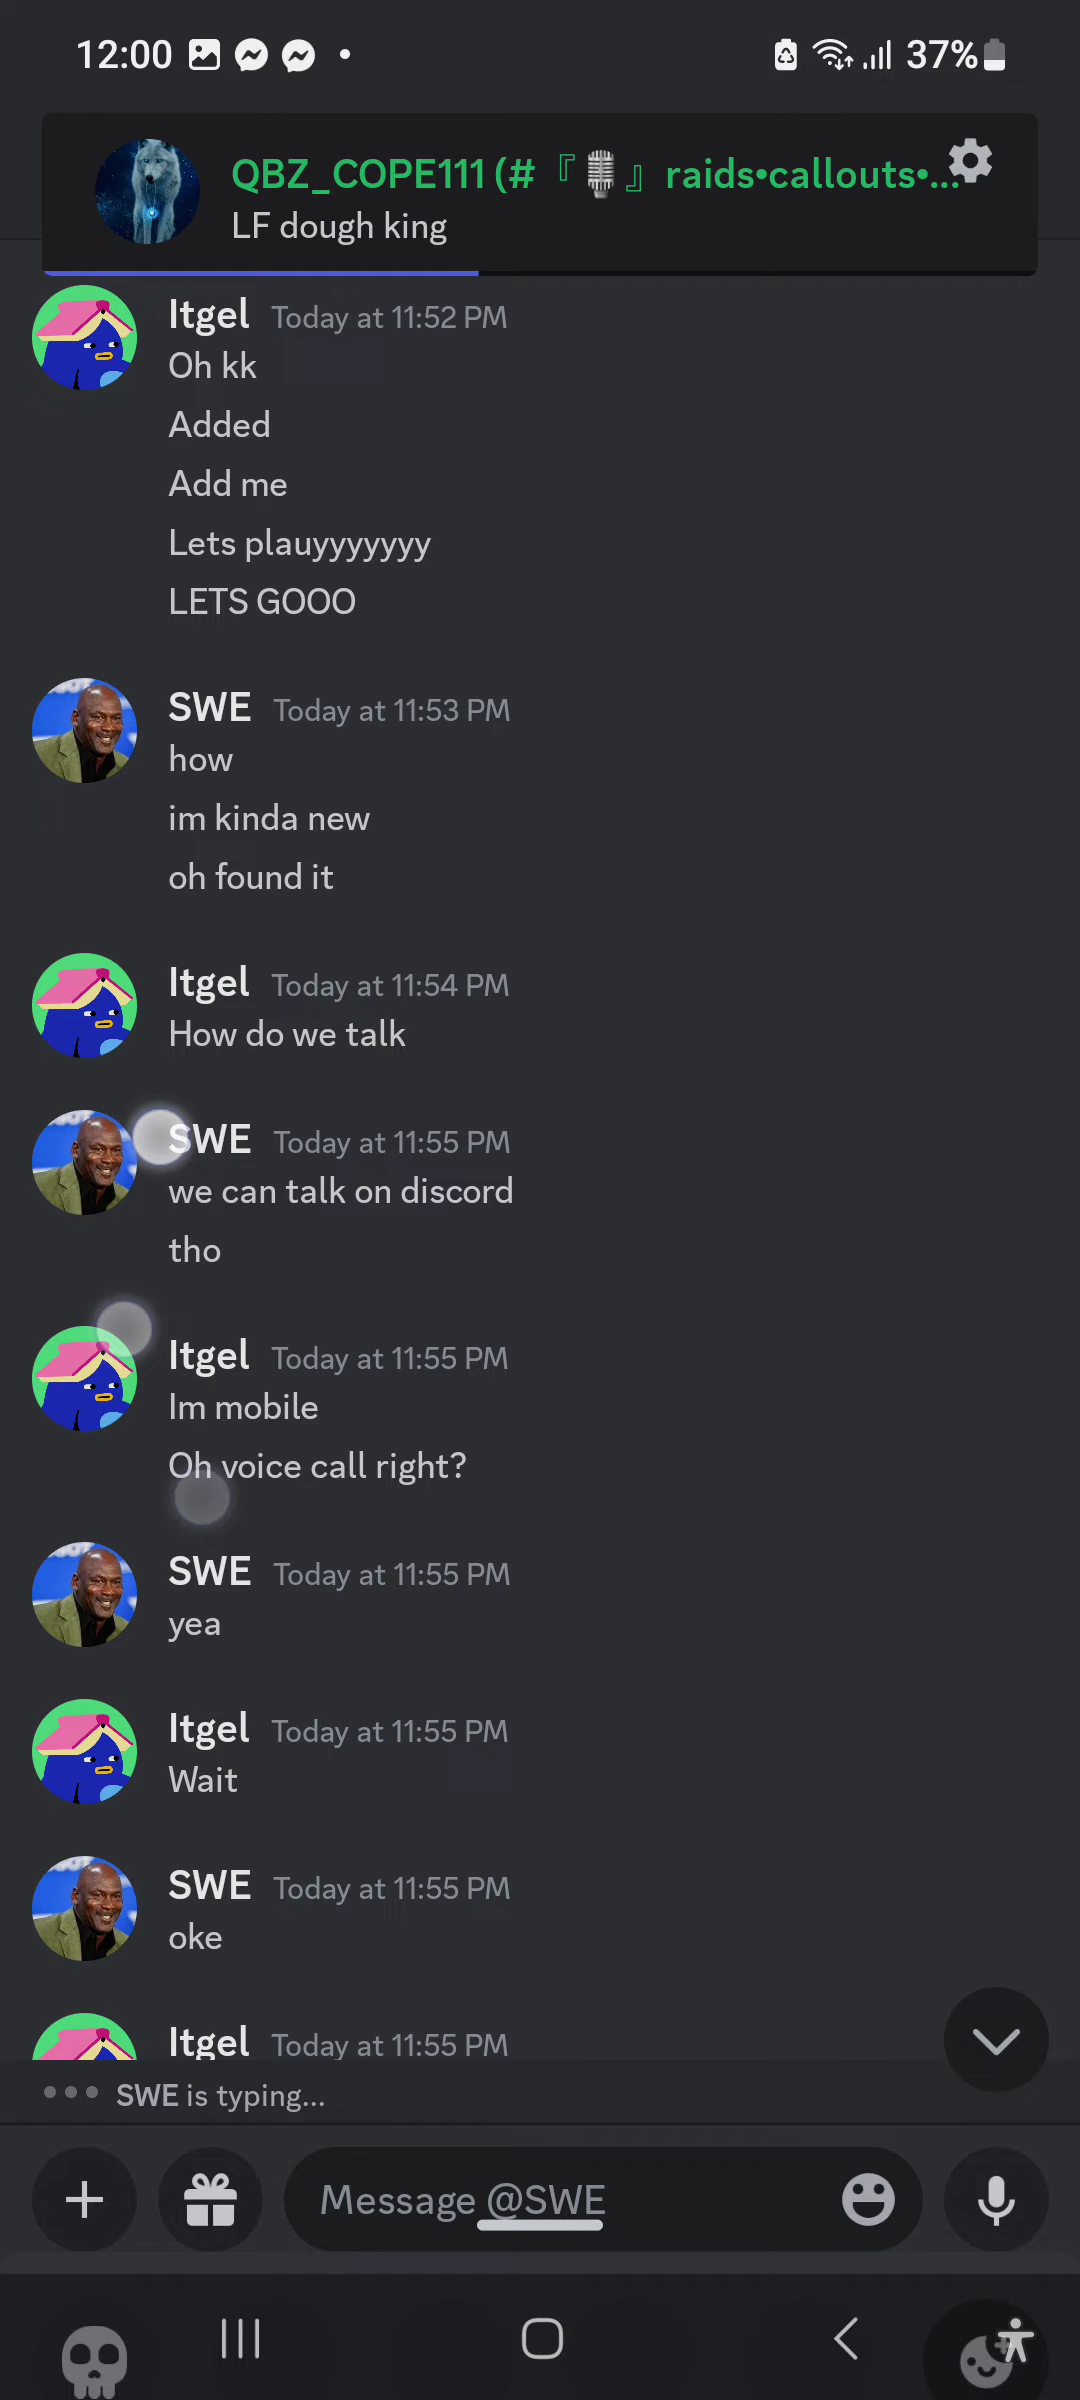 12:00
37%
QBZ_COPE111 (#『🎙️』raids•callouts•...
LF dough king
Itgel Today at 11:52 PM
Oh kk
Added
Add me
Lets plauyyyyyyy
LETS GOOO
SWE Today at 11:53 PM
how
im kinda new
oh found it
Itgel Today at 11:54 PM
How do we talk
SWE Today at 11:55 PM
we can talk on discord
tho
Itgel Today at 11:55 PM
Im mobile
Oh voice call right?
SWE Today at 11:55 PM
yea
Itgel Today at 11:55 PM
Wait
SWE Today at 11:55 PM
oke
Itgel Today at 11:55 PM
SWE is typing...
Message @SWE